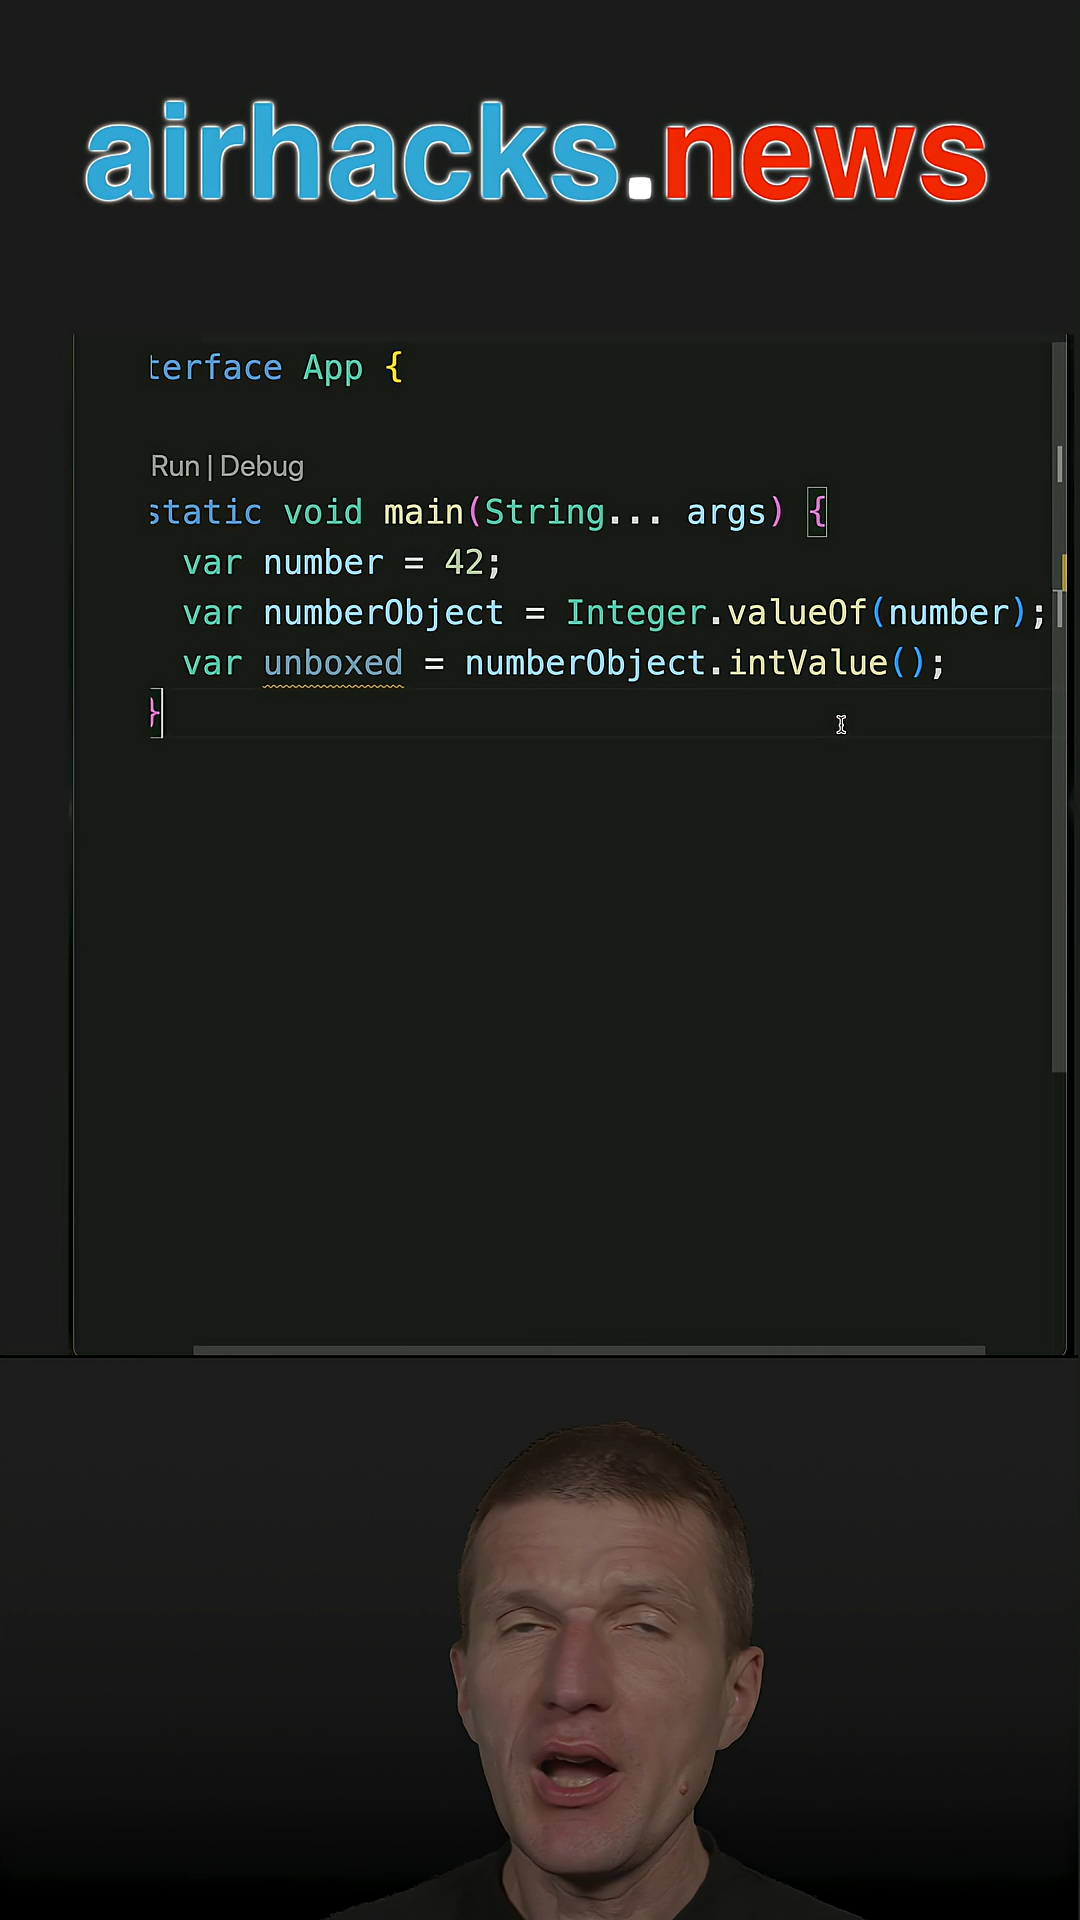 airhacks.news
terface App {
Run | Debug
static void main(String... args) {
var number = 42;
var numberObject = Integer.valueOf(number);
var unboxed = numberObject.intValue();
}